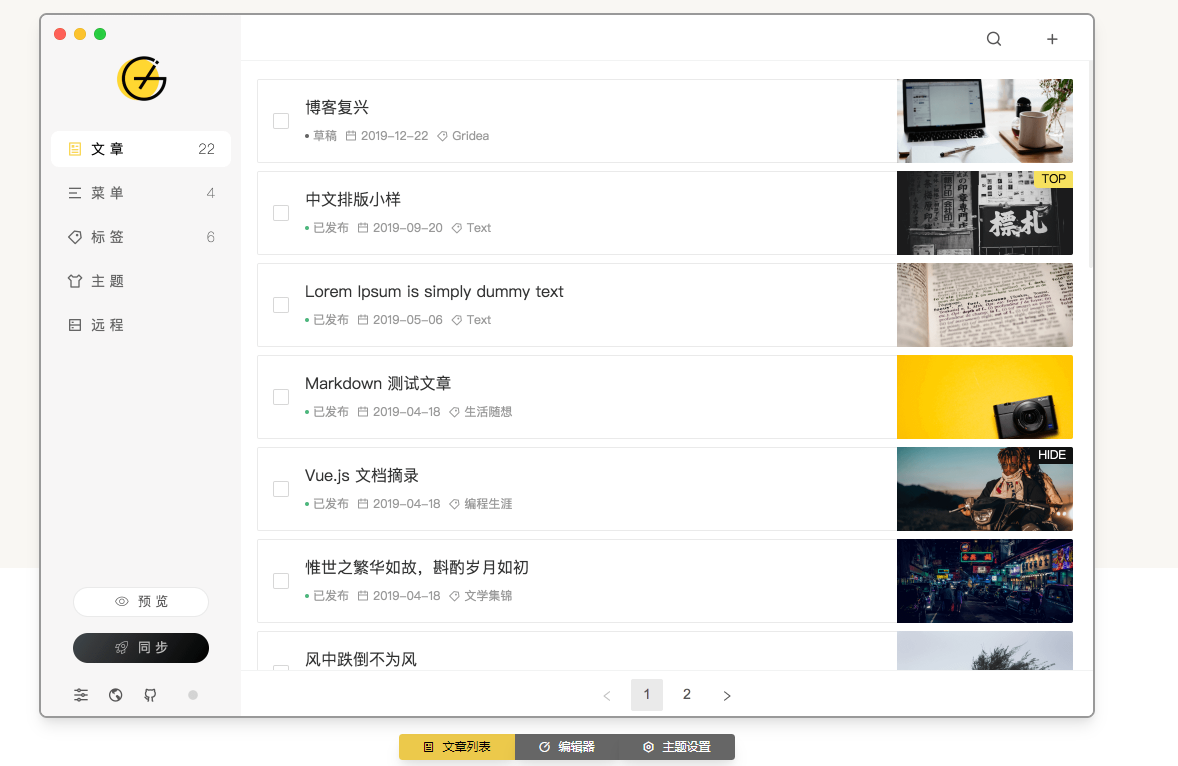 文章 22
菜单 4
标签 6
主题
远程
预览
同步
博客复兴
草稿 2019-12-22 Gridea
中文排版小样
已发布 2019-09-20 Text
TOP
標札
Lorem Ipsum is simply dummy text
已发布 2019-05-06 Text
Markdown 测试文章
已发布 2019-04-18 生活随想
Vue.js 文档摘录
已发布 2019-04-18 编程生涯
HIDE
惟世之繁华如故，斟酌岁月如初
已发布 2019-04-18 文学集锦
风中跌倒不为风
< 1 2 >
文章列表 编辑器 主题设置